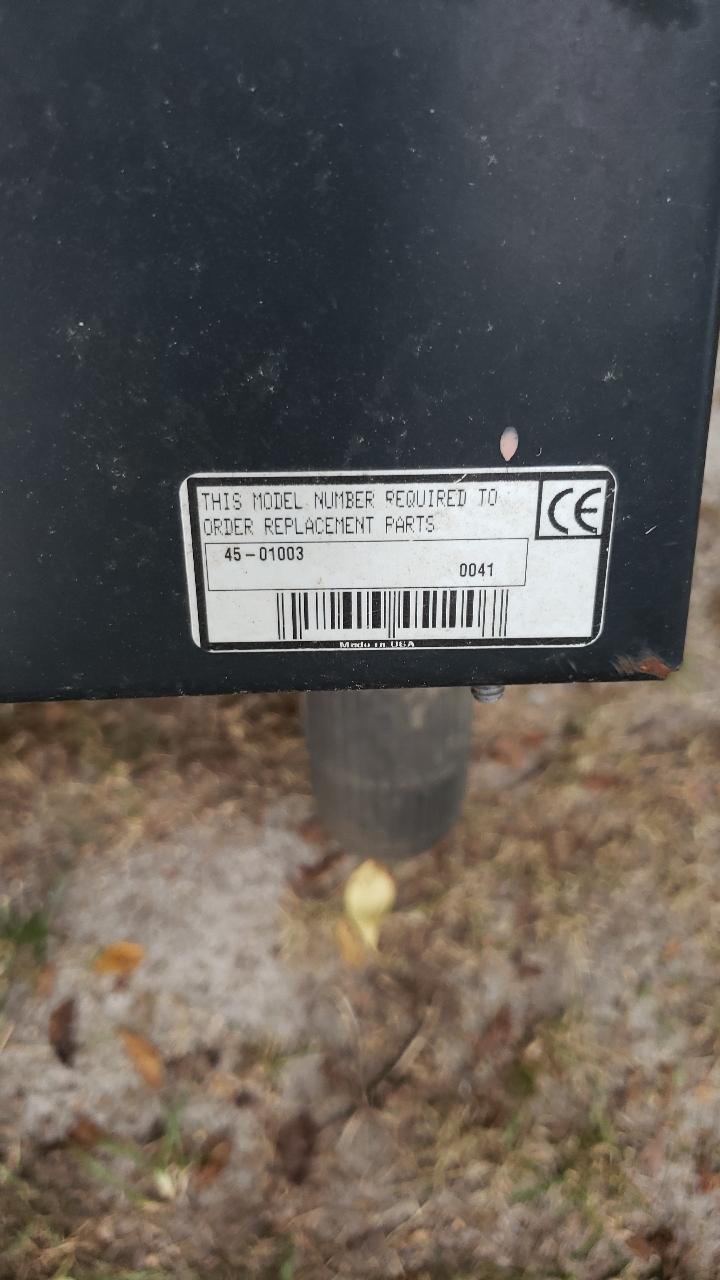 THIS MODEL NUMBER REQUIRED TO
ORDER REPLACEMENT PARTS
CE
45-01003
0041
Made in USA